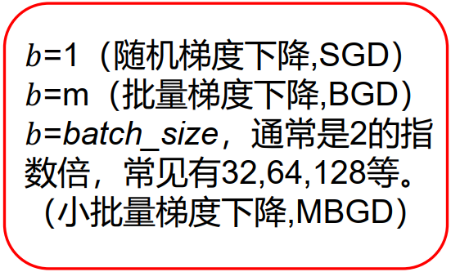 b=1（随机梯度下降,SGD）
b=m（批量梯度下降,BGD）
b=batch_size，通常是2的指
数倍，常见有32,64,128等。
（小批量梯度下降,MBGD）